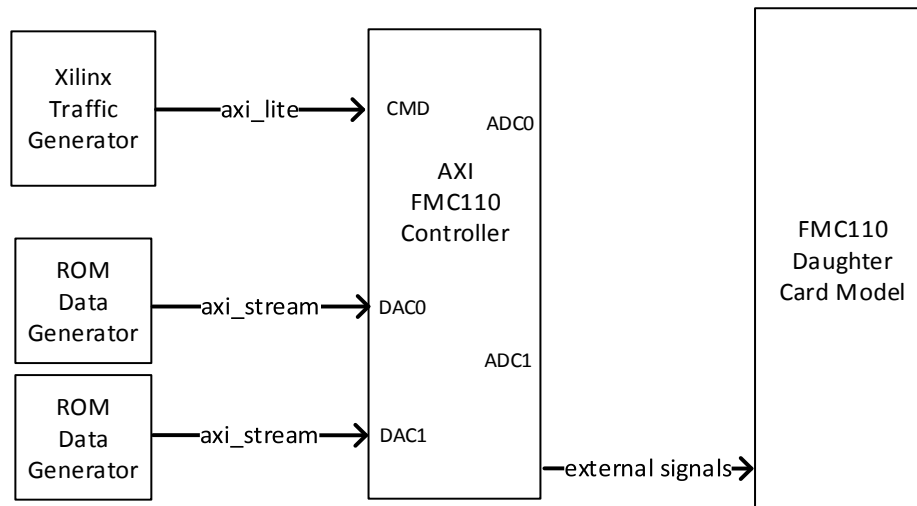 Xilinx
Traffic
Generator
axi_lite
CMD
ADC0
AXI
FMC110
Controller
FMC110
Daughter
Card Model
ROM
Data
Generator
axi_stream
DAC0
ADC1
ROM
Data
Generator
axi_stream
DAC1
external signals